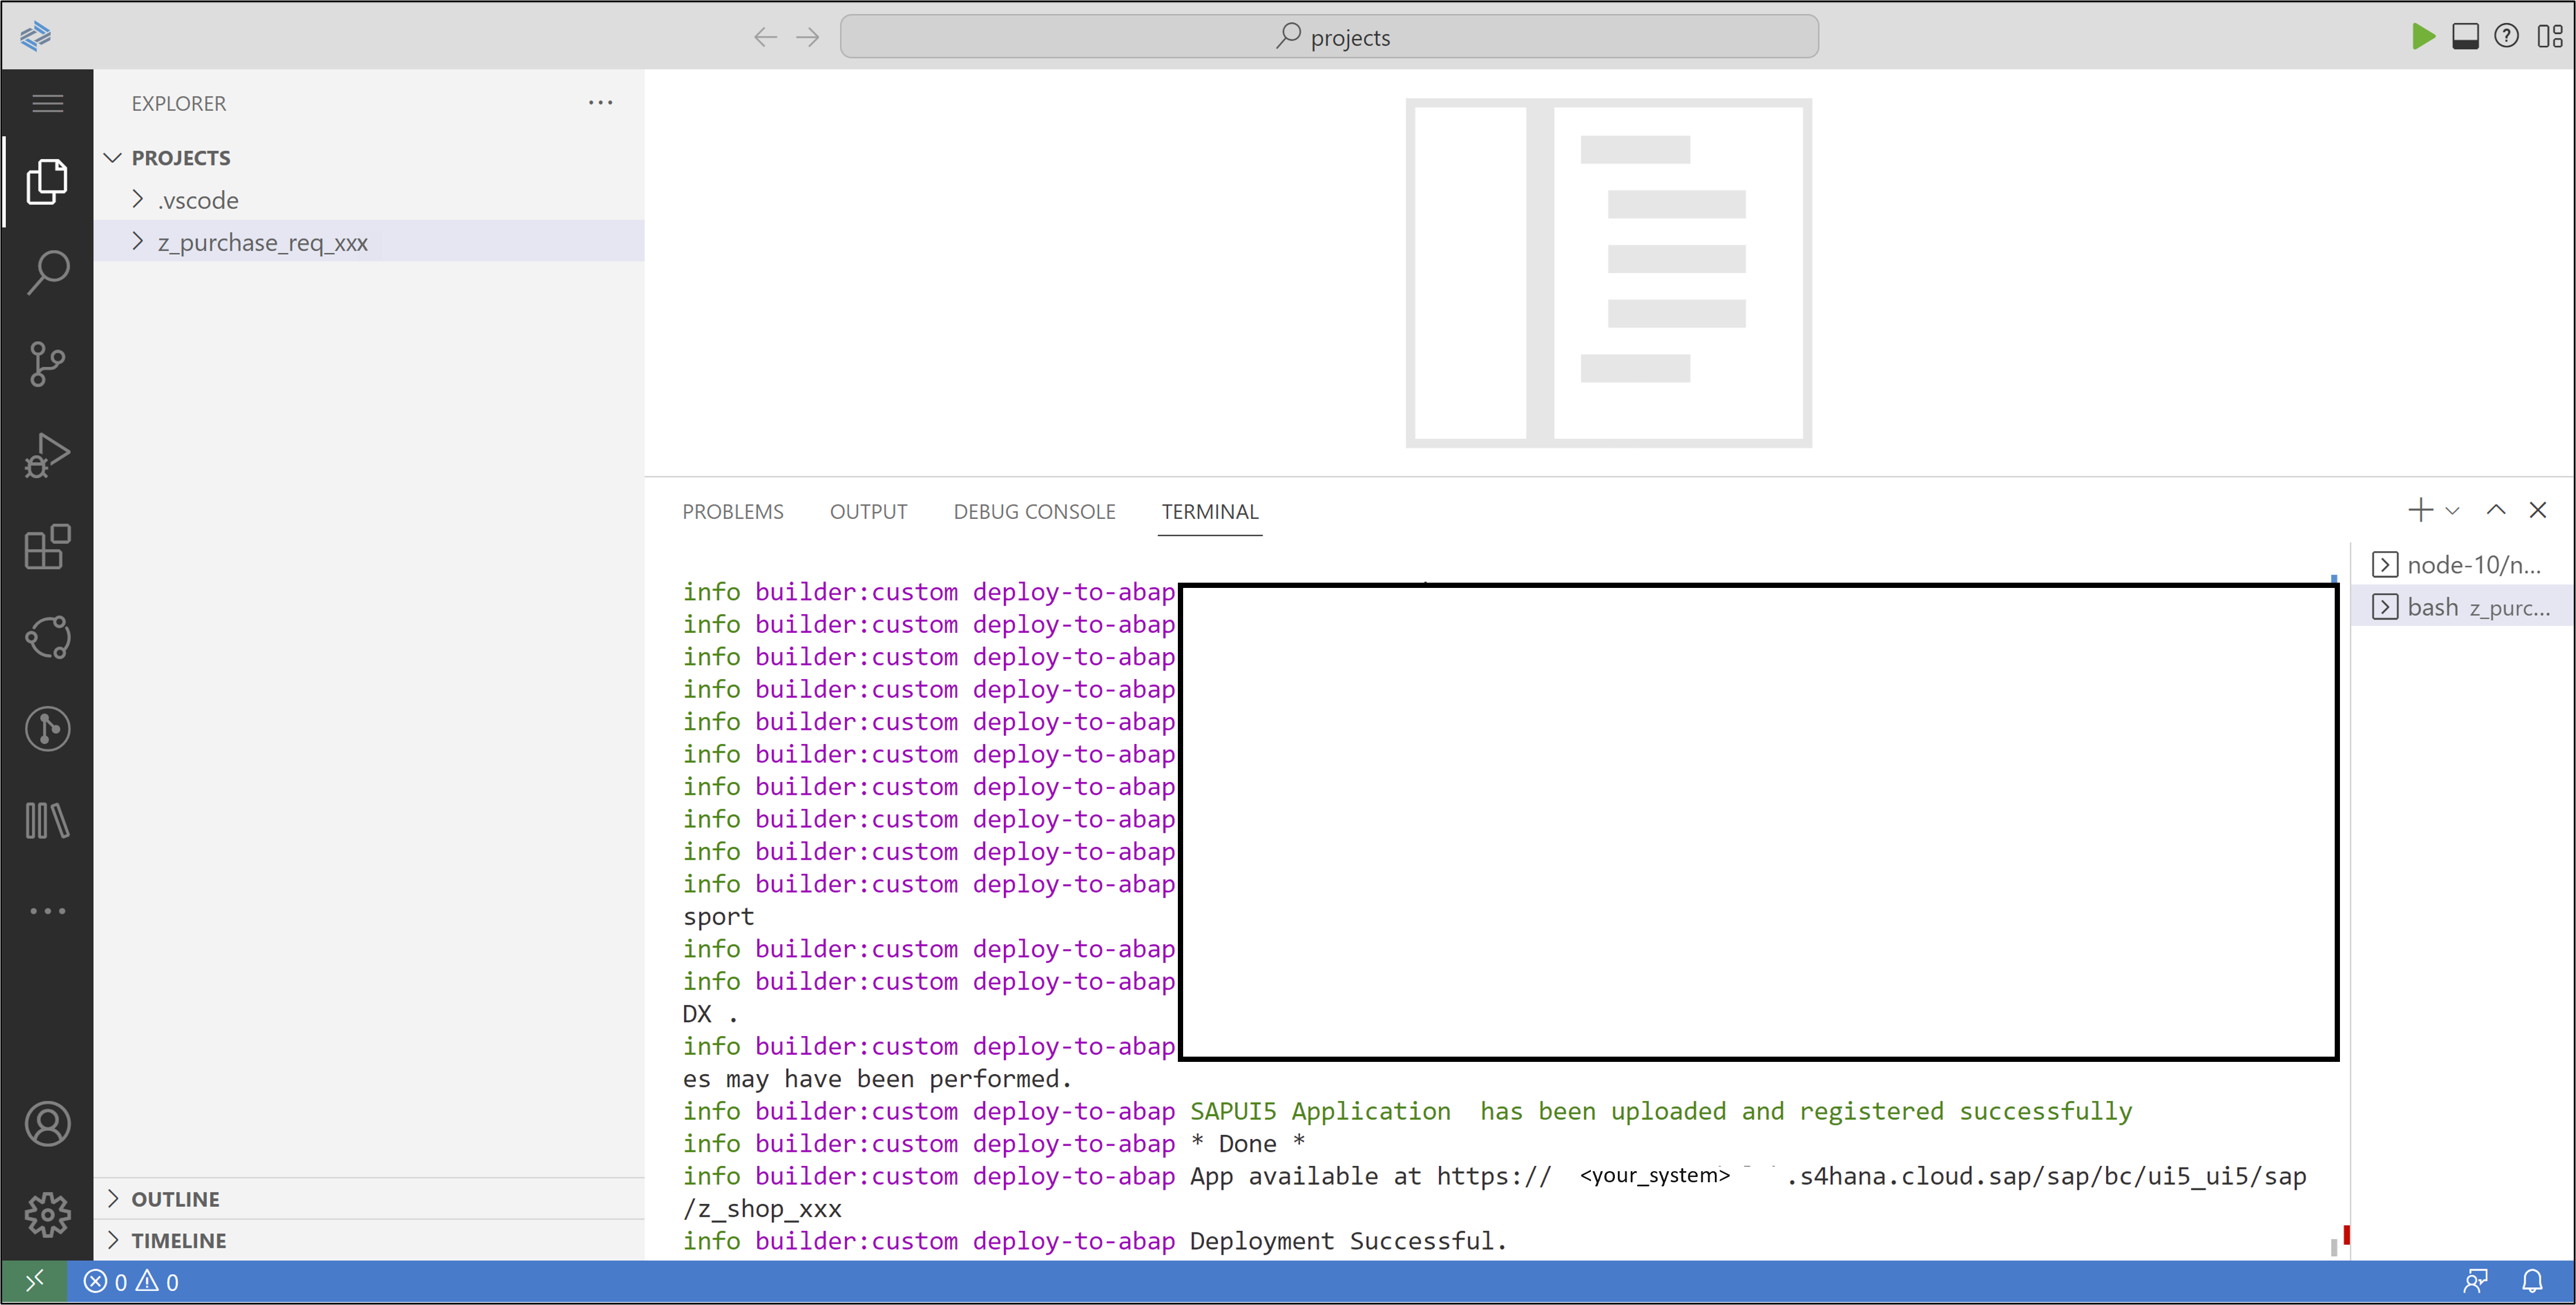 projects
EXPLORER
PROJECTS
.vscode
z_purchase_req_xxx
OUTLINE
TIMELINE
PROBLEMS OUTPUT DEBUG CONSOLE TERMINAL
info builder:custom deploy-to-abap
info builder:custom deploy-to-abap
info builder:custom deploy-to-abap
info builder:custom deploy-to-abap
info builder:custom deploy-to-abap
info builder:custom deploy-to-abap
info builder:custom deploy-to-abap
info builder:custom deploy-to-abap
info builder:custom deploy-to-abap
info builder:custom deploy-to-abap
sport
info builder:custom deploy-to-abap
info builder:custom deploy-to-abap
DX .
info builder:custom deploy-to-abap
es may have been performed.
info builder:custom deploy-to-abap SAPUI5 Application has been uploaded and registered successfully
info builder:custom deploy-to-abap * Done *
info builder:custom deploy-to-abap App available at https:// <your_system> .s4hana.cloud.sap/sap/bc/ui5_ui5/sap
/z_shop_xxx
info builder:custom deploy-to-abap Deployment Successful.
node-10/n...
bash z_purc...
0 0